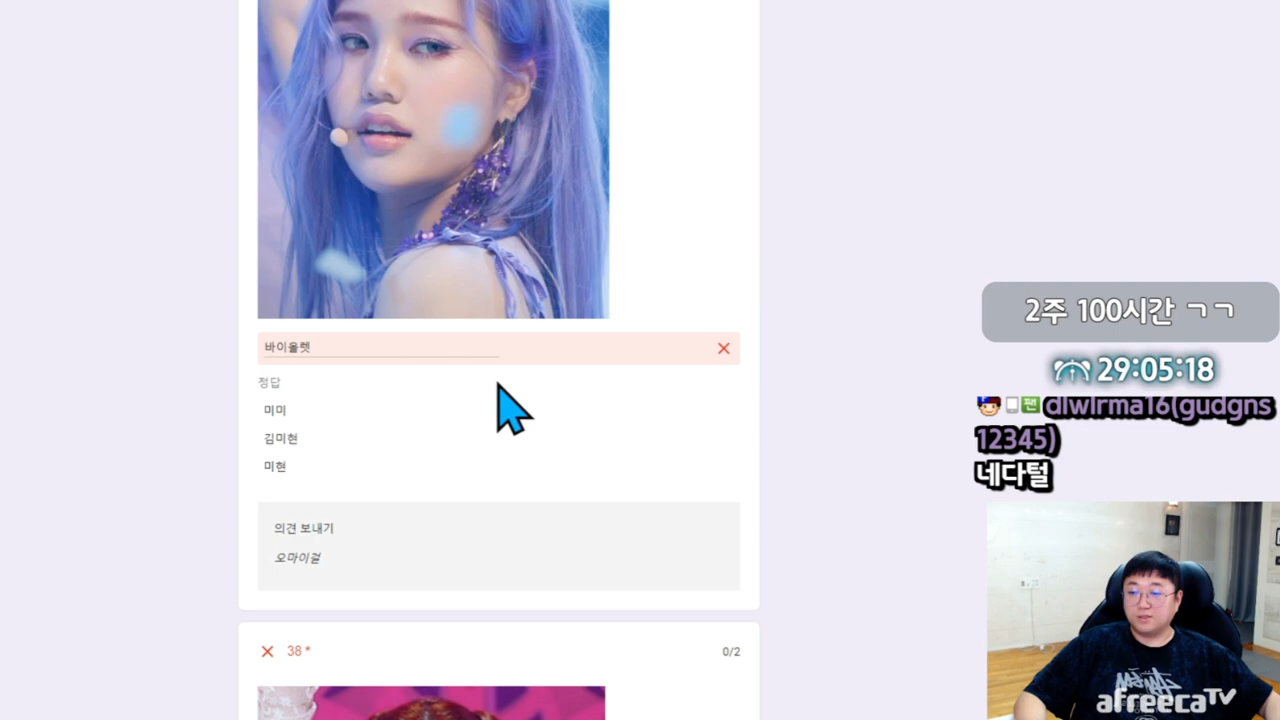 바이올렛
정답
미미
김미현
미현
의견 보내기
오마이걸
38 *
0/2
2주 100시간 ㄱㄱ
29:05:18
팬 dlwlrma16(gudgns
12345)
네다털
afreecaTV